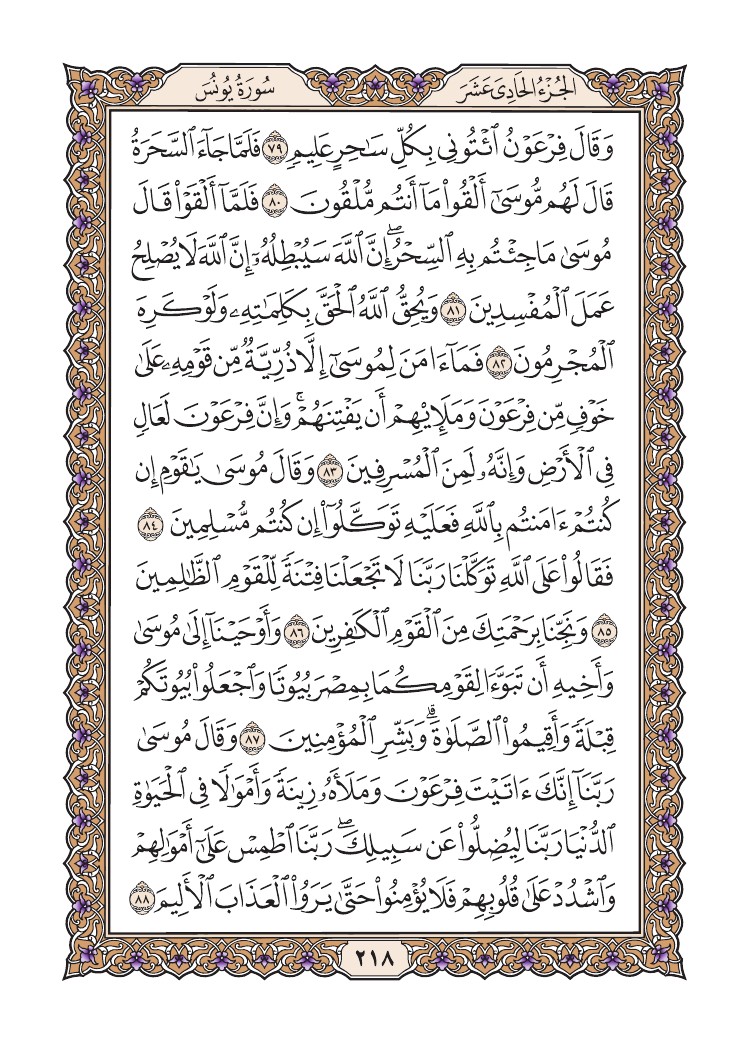 الجُزْءُ الحَادِىَ عَشَرَ
سُورَةُ يُونُسَ
وَقَالَ فِرْعَوْنُ ٱئْتُونِى بِكُلِّ سَٰحِرٍ عَلِيمٍ ٧٩ فَلَمَّا جَآءَ ٱلسَّحَرَةُ
قَالَ لَهُم مُّوسَىٰٓ أَلْقُوا۟ مَآ أَنتُم مُّلْقُونَ ٨٠ فَلَمَّآ أَلْقَوْا۟ قَالَ
مُوسَىٰ مَا جِئْتُم بِهِ ٱلسِّحْرُۖ إِنَّ ٱللَّهَ سَيُبْطِلُهُۥٓ إِنَّ ٱللَّهَ لَا يُصْلِحُ
عَمَلَ ٱلْمُفْسِدِينَ ٨١ وَيُحِقُّ ٱللَّهُ ٱلْحَقَّ بِكَلِمَٰتِهِۦ وَلَوْ كَرِهَ
ٱلْمُجْرِمُونَ ٨٢ فَمَآ ءَامَنَ لِمُوسَىٰٓ إِلَّا ذُرِّيَّةٌ مِّن قَوْمِهِۦ عَلَىٰ
خَوْفٍ مِّن فِرْعَوْنَ وَمَلَإِي۟هِمْ أَن يَفْتِنَهُمْۚ وَإِنَّ فِرْعَوْنَ لَعَالٍ
فِى ٱلْأَرْضِ وَإِنَّهُۥ لَمِنَ ٱلْمُسْرِفِينَ ٨٣ وَقَالَ مُوسَىٰ يَٰقَوْمِ إِن
كُنتُمْ ءَامَنتُم بِٱللَّهِ فَعَلَيْهِ تَوَكَّلُوٓا۟ إِن كُنتُم مُّسْلِمِينَ ٨٤
فَقَالُوا۟ عَلَى ٱللَّهِ تَوَكَّلْنَا رَبَّنَا لَا تَجْعَلْنَا فِتْنَةً لِّلْقَوْمِ ٱلظَّٰلِمِينَ
٨٥ وَنَجِّنَا بِرَحْمَتِكَ مِنَ ٱلْقَوْمِ ٱلْكَٰفِرِينَ ٨٦ وَأَوْحَيْنَآ إِلَىٰ مُوسَىٰ
وَأَخِيهِ أَن تَبَوَّءَا لِقَوْمِكُمَا بِمِصْرَ بُيُوتًا وَٱجْعَلُوا۟ بُيُوتَكُمْ
قِبْلَةً وَأَقِيمُوا۟ ٱلصَّلَوٰةَۗ وَبَشِّرِ ٱلْمُؤْمِنِينَ ٨٧ وَقَالَ مُوسَىٰ
رَبَّنَآ إِنَّكَ ءَاتَيْتَ فِرْعَوْنَ وَمَلَأَهُۥ زِينَةً وَأَمْوَٰلًا فِى ٱلْحَيَوٰةِ
ٱلدُّنْيَا رَبَّنَا لِيُضِلُّوا۟ عَن سَبِيلِكَۖ رَبَّنَا ٱطْمِسْ عَلَىٰٓ أَمْوَٰلِهِمْ
وَٱشْدُدْ عَلَىٰ قُلُوبِهِمْ فَلَا يُؤْمِنُوا۟ حَتَّىٰ يَرَوُا۟ ٱلْعَذَابَ ٱلْأَلِيمَ ٨٨
٢١٨